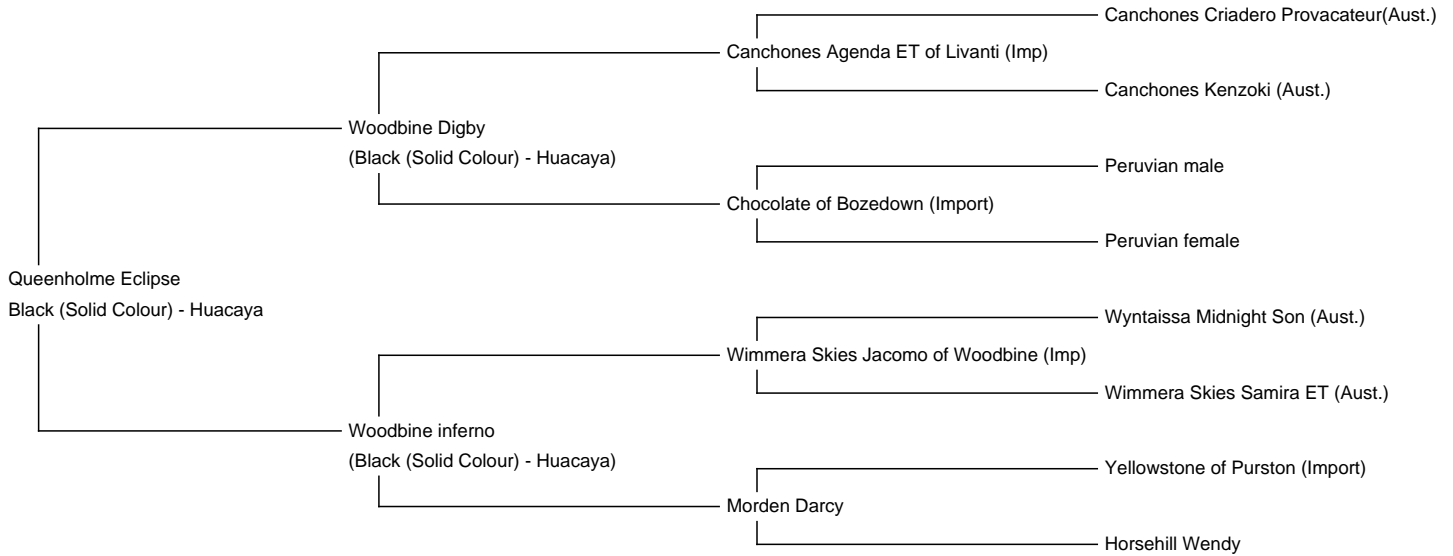 Canchones Criadero Provacateur(Aust.)
Canchones Agenda ET of Livanti (Imp)
Canchones Kenzoki (Aust.)
Woodbine Digby
(Black (Solid Colour) - Huacaya)
Peruvian male
Chocolate of Bozedown (Import)
Peruvian female
Queenholme Eclipse
Black (Solid Colour) - Huacaya
Wyntaissa Midnight Son (Aust.)
Wimmera Skies Jacomo of Woodbine (Imp)
Wimmera Skies Samira ET (Aust.)
Woodbine inferno
(Black (Solid Colour) - Huacaya)
Yellowstone of Purston (Import)
Morden Darcy
Horsehill Wendy